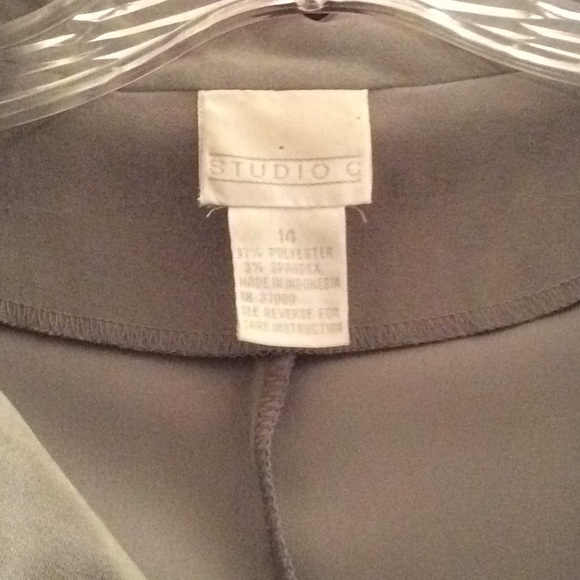 STUDIO C
14
97% POLYESTER
3% SPANDEX
MADE IN INDONESIA
RN 37060
SEE REVERSE FOR
CARE INSTRUCTION